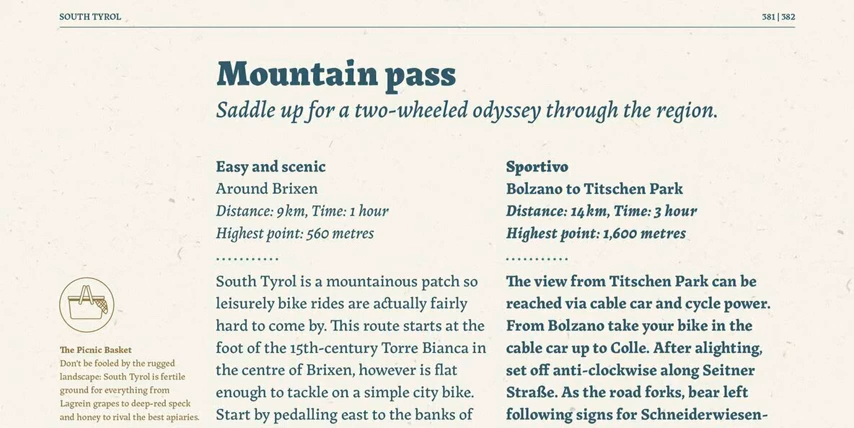 SOUTH TYROL
381 | 382
Mountain pass
Saddle up for a two-wheeled odyssey through the region.
Easy and scenic
Around Brixen
Distance: 9km, Time: 1 hour
Highest point: 560 metres
South Tyrol is a mountainous patch so
leisurely bike rides are actually fairly
hard to come by. This route starts at the
foot of the 15th-century Torre Bianca in
the centre of Brixen, however is flat
enough to tackle on a simple city bike.
Start by pedalling east to the banks of
Sportivo
Bolzano to Titschen Park
Distance: 14km, Time: 3 hour
Highest point: 1,600 metres
The view from Titschen Park can be
reached via cable car and cycle power.
From Bolzano take your bike in the
cable car up to Colle. After alighting,
set off anti-clockwise along Seitner
Straße. As the road forks, bear left
following signs for Schneiderwiesen-
The Picnic Basket
Don't be fooled by the rugged
landscape: South Tyrol is fertile
ground for everything from
Lagrein grapes to deep-red speck
and honey to rival the best apiaries.